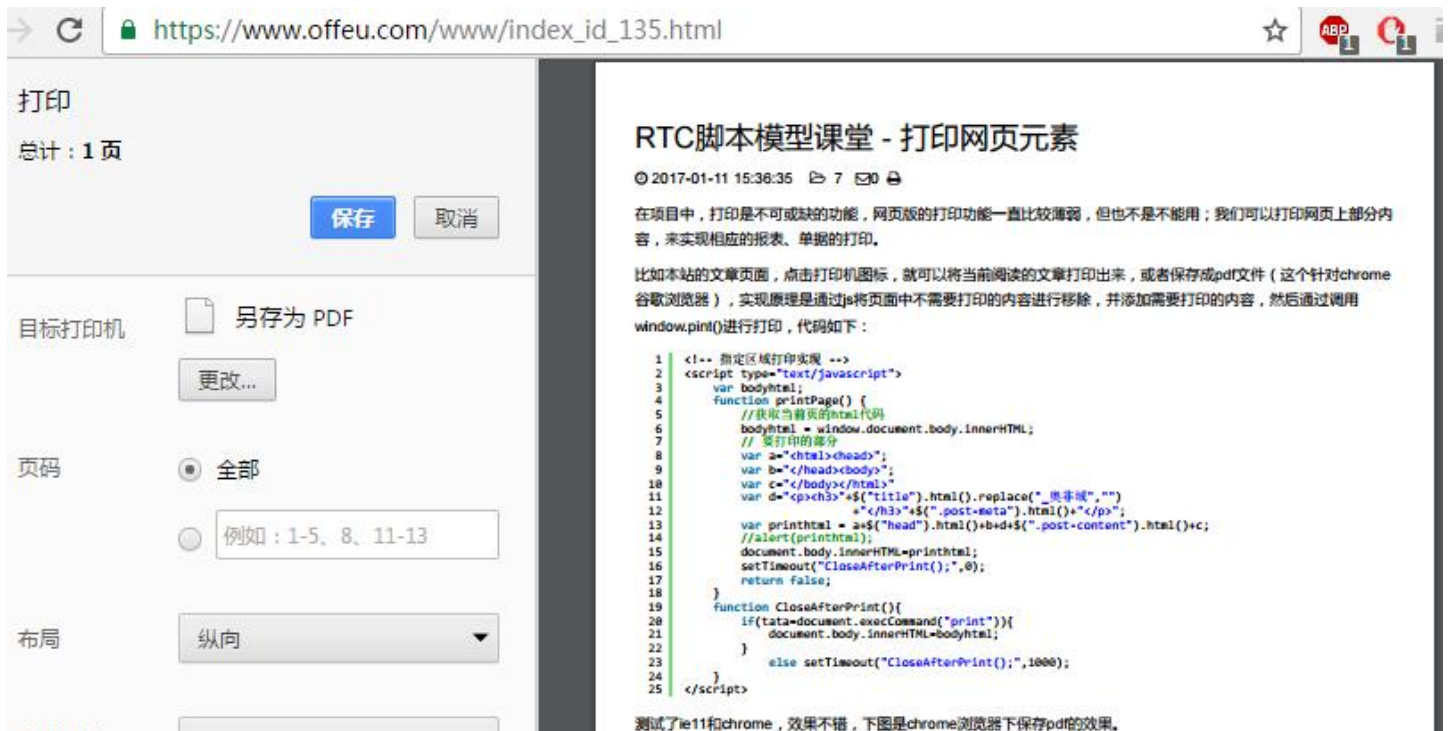 https://www.offeu.com/www/index_id_135.html
ABP
1
1
打印
总计：1 页
保存
取消
目标打印机
另存为 PDF
更改...
页码
全部
例如：1-5、8、11-13
布局
纵向
RTC脚本模型课堂 - 打印网页元素
2017-01-11 15:36:35 7 0
在项目中，打印是不可或缺的功能，网页版的打印功能一直比较薄弱，但也不是不能用；我们可以打印网页上部分内
容，来实现相应的报表、单据的打印。
比如本站的文章页面，点击打印机图标，就可以将当前阅读的文章打印出来，或者保存成pdf文件（这个针对chrome
谷歌浏览器），实现原理是通过js将页面中不需要打印的内容进行移除，并添加需要打印的内容，然后通过调用
window.pint()进行打印，代码如下：
1 <!-- 指定区域打印实现 -->
2 <script type="text/javascript">
3 var bodyhtml;
4 function printPage() {
5 //获取当前页的html代码
6 bodyhtml = window.document.body.innerHTML;
7 // 要打印的部分
8 var a="<html><head>";
9 var b="</head><body>";
10 var c="</body></html>"
11 var d="<p><h3>"+$("title").html().replace("_奥非域","")
12 +"</h3>"+$(".post-meta").html()+"</p>";
13 var printhtml = a+$("head").html()+b+d+$(".post-content").html()+c;
14 //alert(printhtml);
15 document.body.innerHTML=printhtml;
16 setTimeout("CloseAfterPrint();",0);
17 return false;
18 }
19 function CloseAfterPrint(){
20 if(tata=document.execCommand("print")){
21 document.body.innerHTML=bodyhtml;
22 }
23 else setTimeout("CloseAfterPrint();",1000);
24 }
25 </script>
测试了ie11和chrome，效果不错，下图是chrome浏览器下保存pdf的效果。